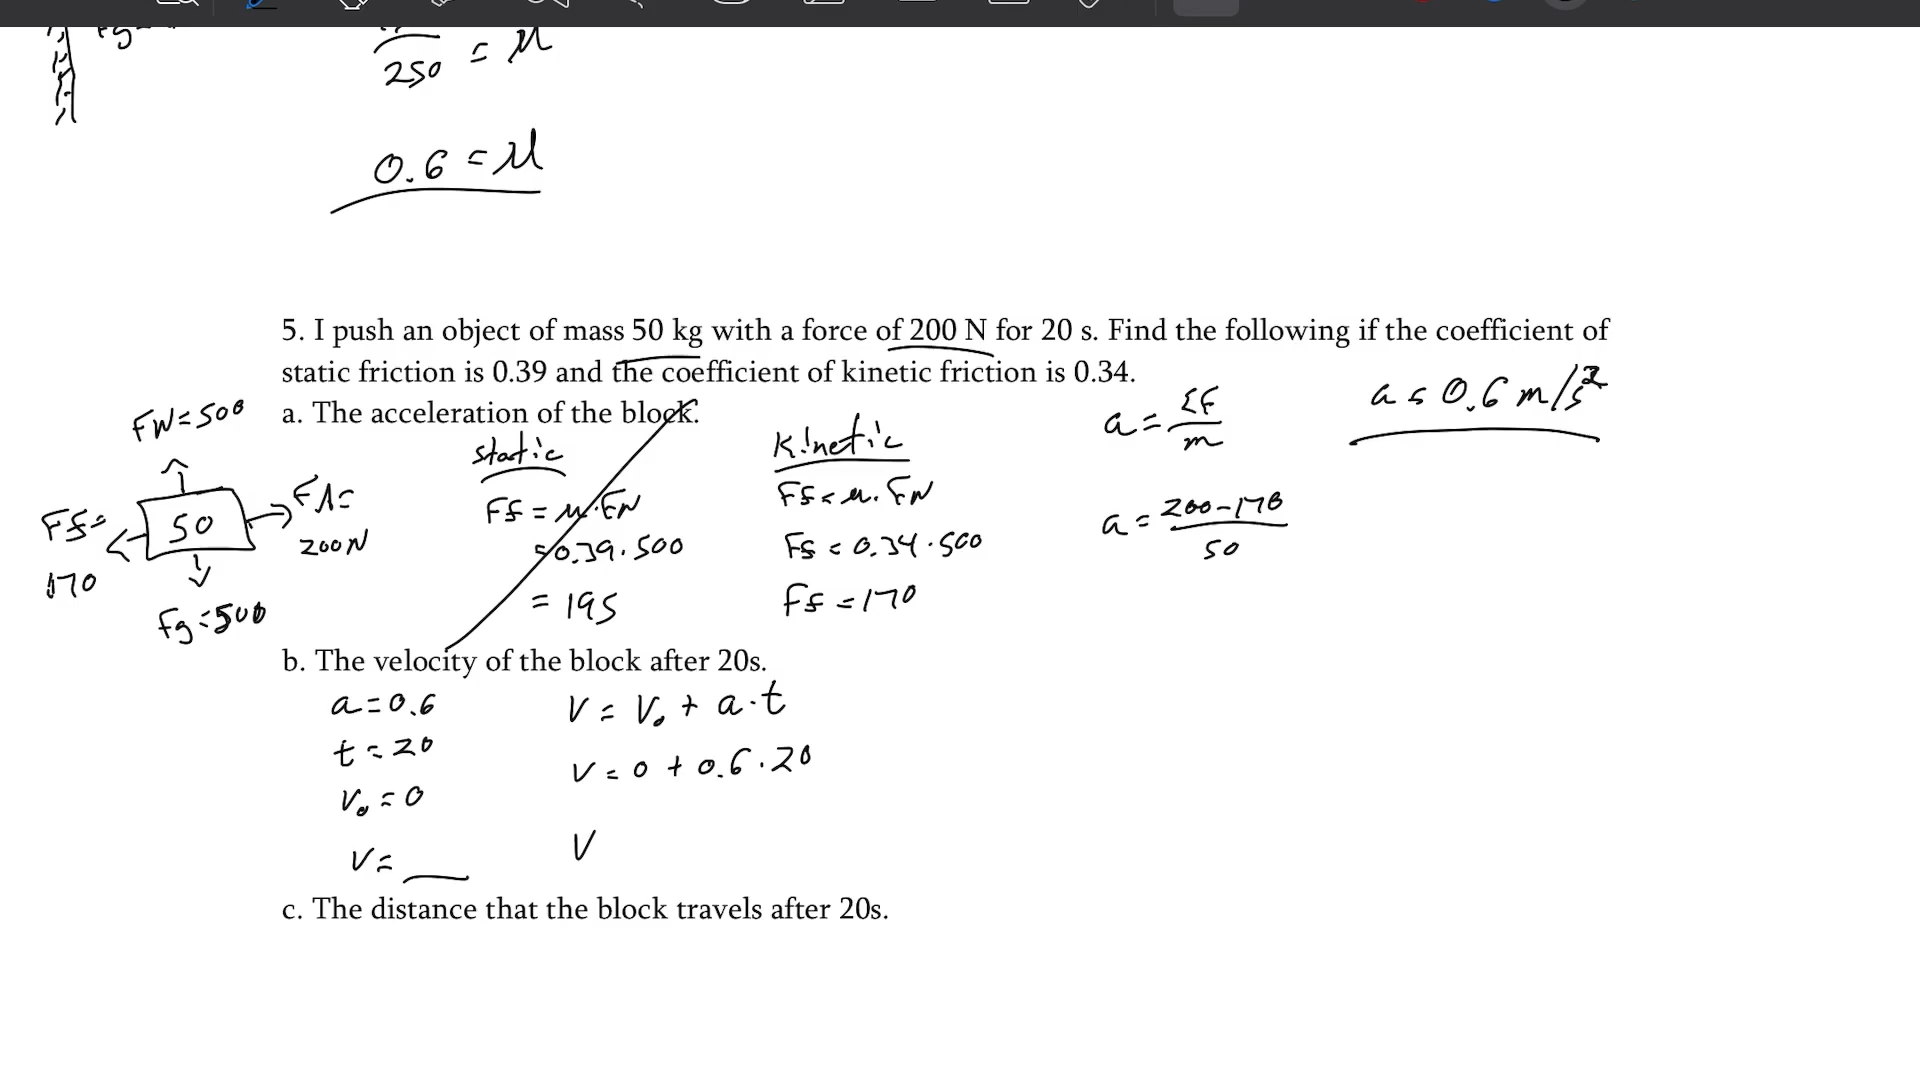 250 = μ
0.6 = μ
5. I push an object of mass 50 kg with a force of 200 N for 20 s. Find the following if the coefficient of
static friction is 0.39 and the coefficient of kinetic friction is 0.34.
a. The acceleration of the block.
FN = 500
Ff =
170
50
FA =
200N
Fg = 500
static
Ff = μ·FN
= 0.39 · 500
= 195
Kinetic
Ff = μ·FN
Ff = 0.34 · 500
Ff = 170
a = ΣF
m
a = 200-170
50
a = 0.6 m/s²
b. The velocity of the block after 20s.
a = 0.6
t = 20
V₀ = 0
V = __
V = V₀ + a·t
V = 0 + 0.6 · 20
V
c. The distance that the block travels after 20s.